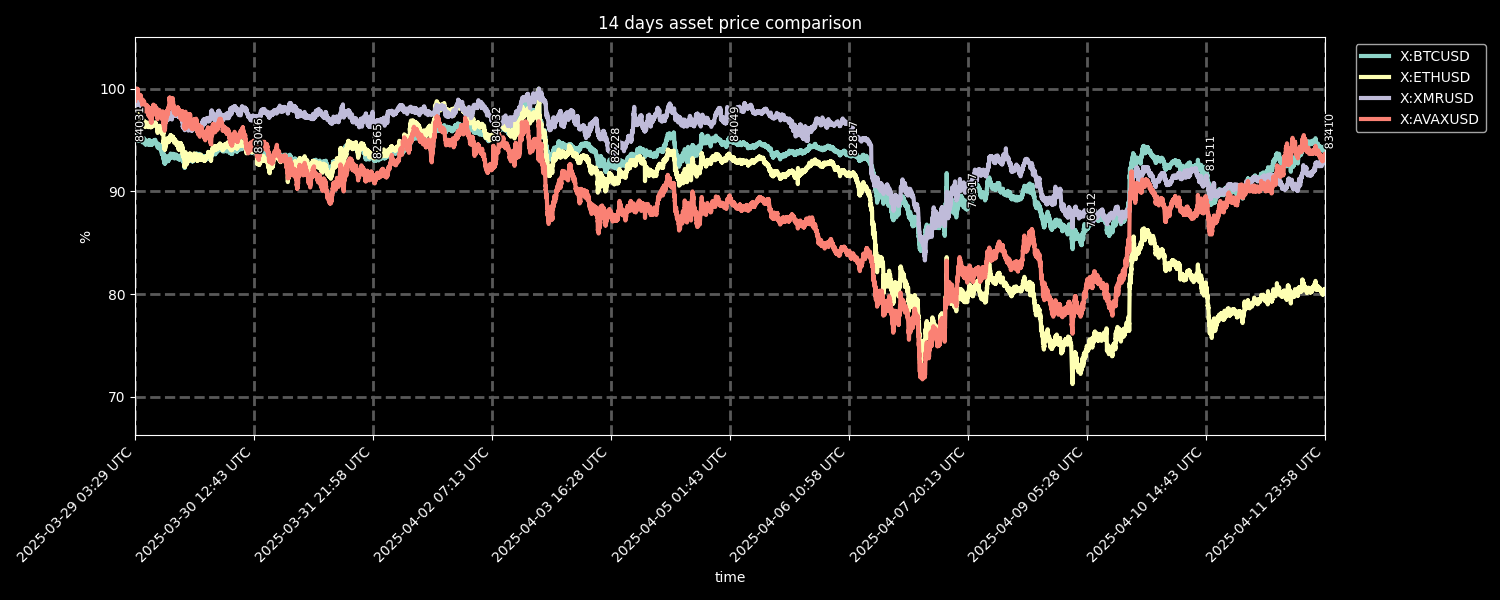 14 days asset price comparison
X:BTCUSD
X:ETHUSD
X:XMRUSD
X:AVAXUSD
100
90
80
70
%
84031
83046
82565
84032
82228
84049
82817
78317
76612
81511
83410
2025-03-29 03:29 UTC
2025-03-30 12:43 UTC
2025-03-31 21:58 UTC
2025-04-02 07:13 UTC
2025-04-03 16:28 UTC
2025-04-05 01:43 UTC
2025-04-06 10:58 UTC
2025-04-07 20:13 UTC
2025-04-09 05:28 UTC
2025-04-10 14:43 UTC
2025-04-11 23:58 UTC
time